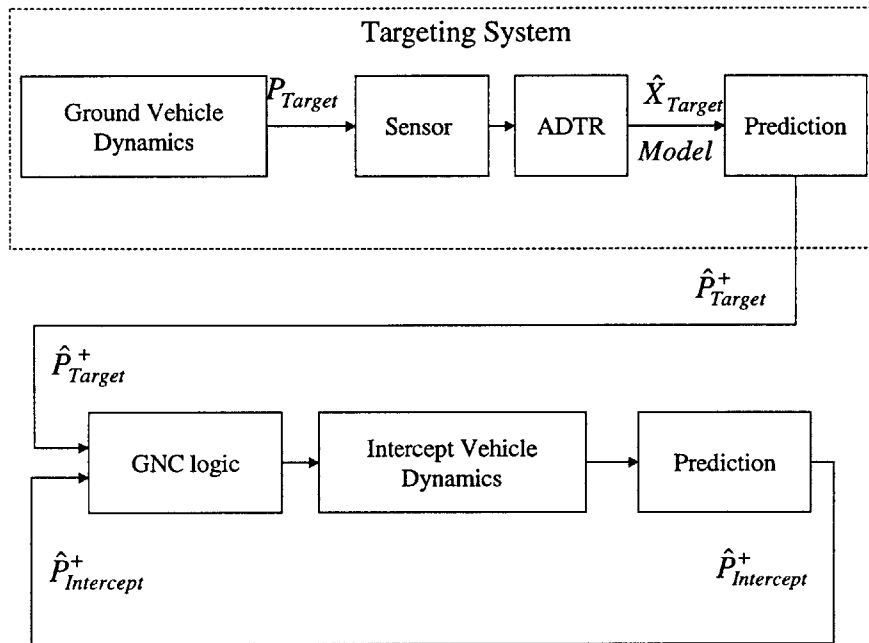 Targeting System
Ground Vehicle
Dynamics
P_Target
Sensor
ADTR
X̂_Target
Model
Prediction
P̂⁺_Target
P̂⁺_Target
GNC logic
Intercept Vehicle
Dynamics
Prediction
P̂⁺_Intercept
P̂⁺_Intercept